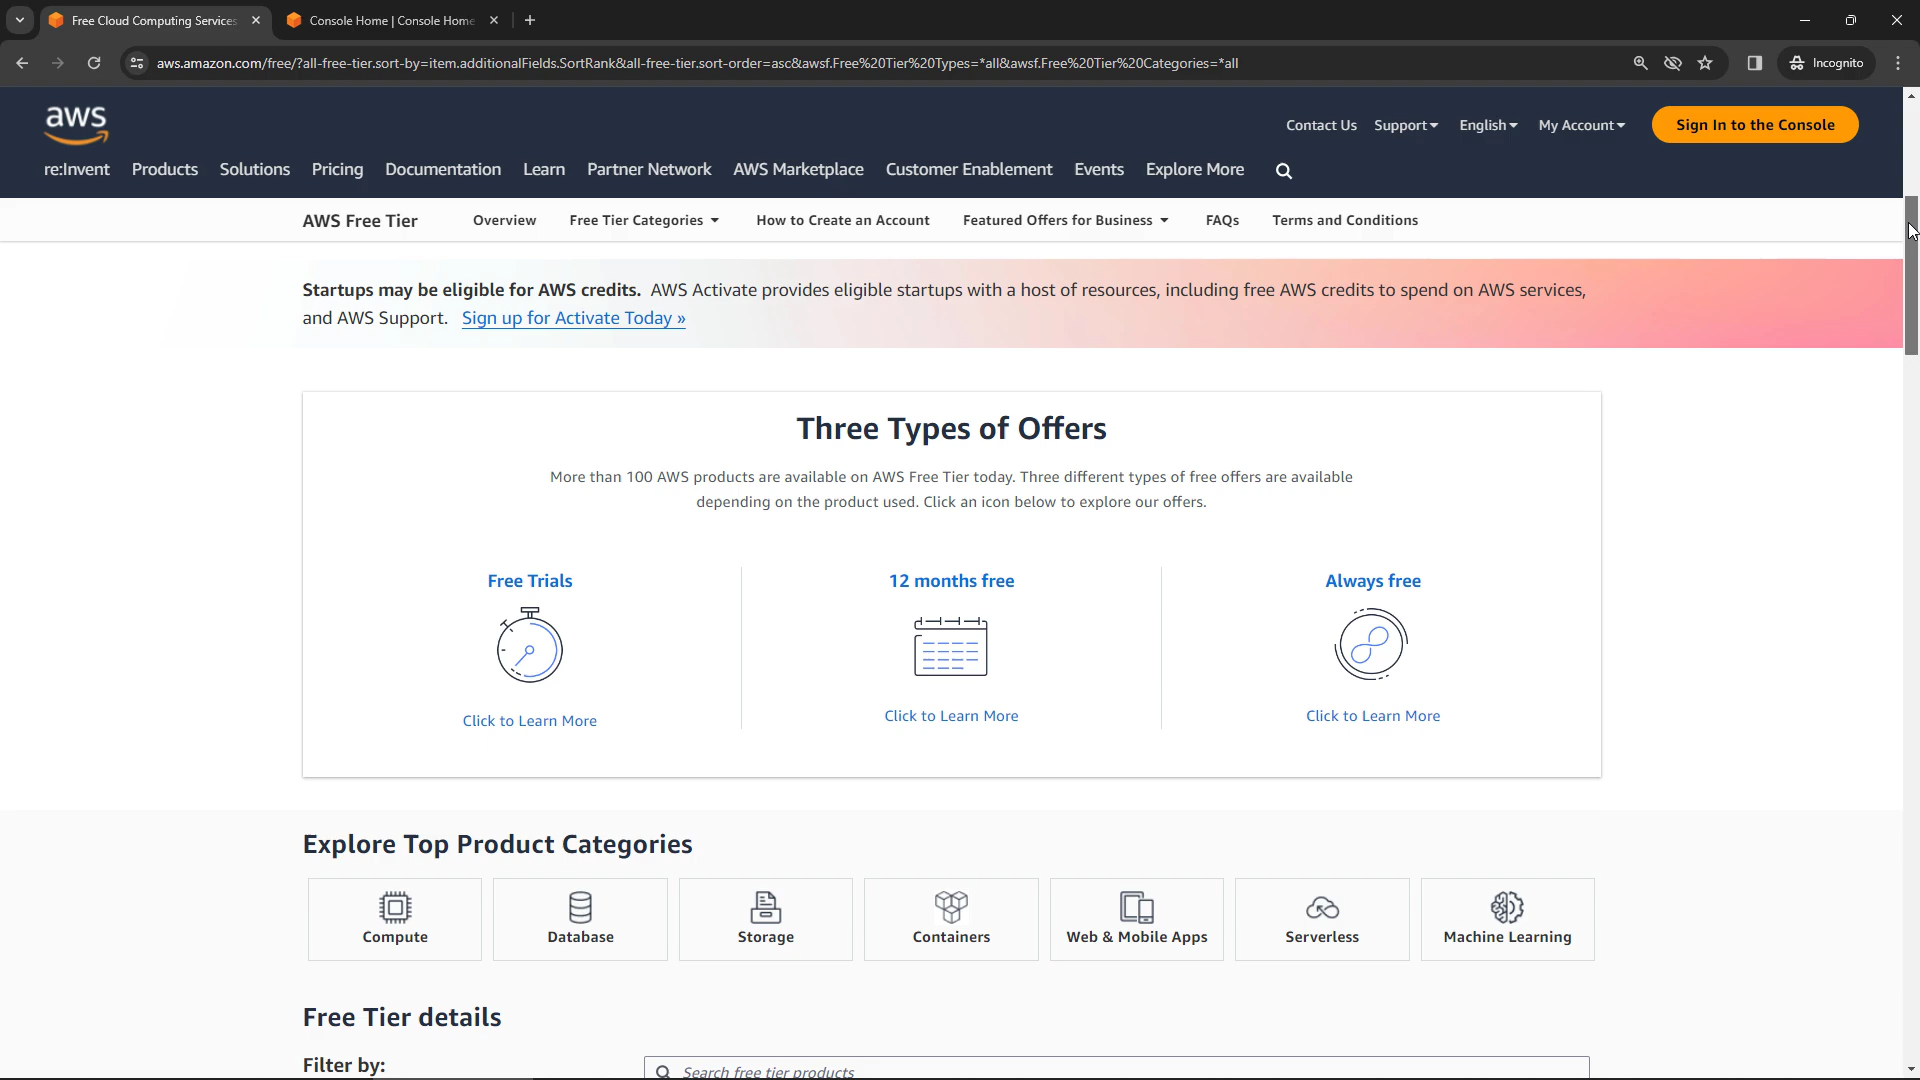 Free Cloud Computing Services
Console Home | Console Home
aws.amazon.com/free/?all-free-tier.sort-by=item.additionalFields.SortRank&all-free-tier.sort-order=asc&awsf.Free%20Tier%20Types=*all&awsf.Free%20Tier%20Categories=*all
Incognito
aws
Contact Us Support English My Account Sign In to the Console
re:Invent Products Solutions Pricing Documentation Learn Partner Network AWS Marketplace Customer Enablement Events Explore More
AWS Free Tier Overview Free Tier Categories How to Create an Account Featured Offers for Business FAQs Terms and Conditions
Startups may be eligible for AWS credits. AWS Activate provides eligible startups with a host of resources, including free AWS credits to spend on AWS services,
and AWS Support. Sign up for Activate Today »
Three Types of Offers
More than 100 AWS products are available on AWS Free Tier today. Three different types of free offers are available
depending on the product used. Click an icon below to explore our offers.
Free Trials
Click to Learn More
12 months free
Click to Learn More
Always free
Click to Learn More
Explore Top Product Categories
Compute
Database
Storage
Containers
Web & Mobile Apps
Serverless
Machine Learning
Free Tier details
Filter by:
Search free tier products